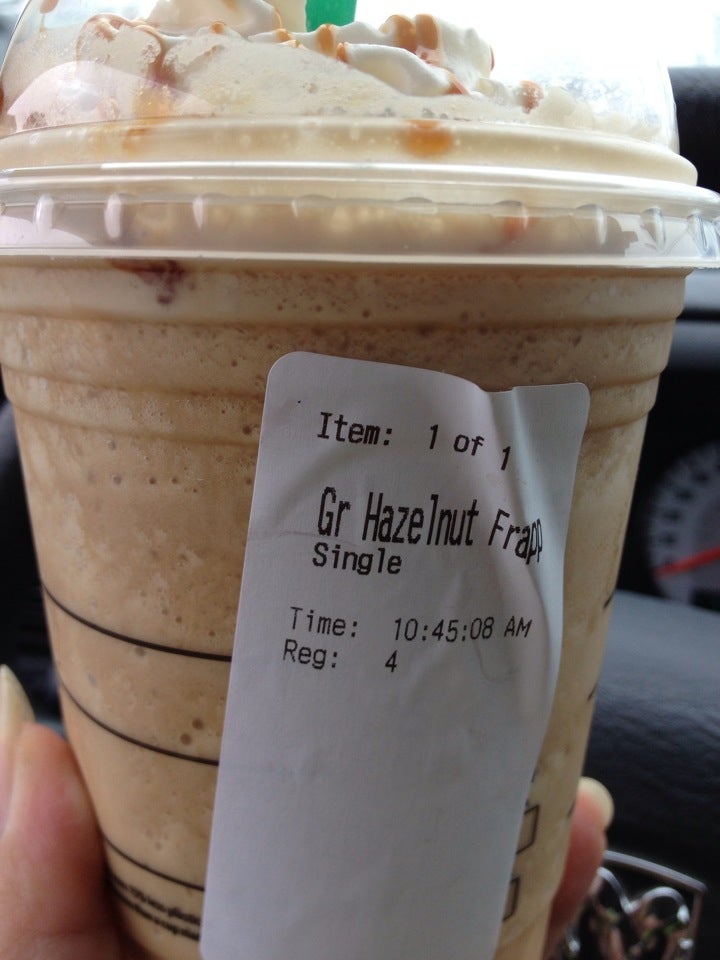 Item: 1 of 1
Gr Hazelnut Frapp
Single
Time: 10:45:08 AM
Reg: 4